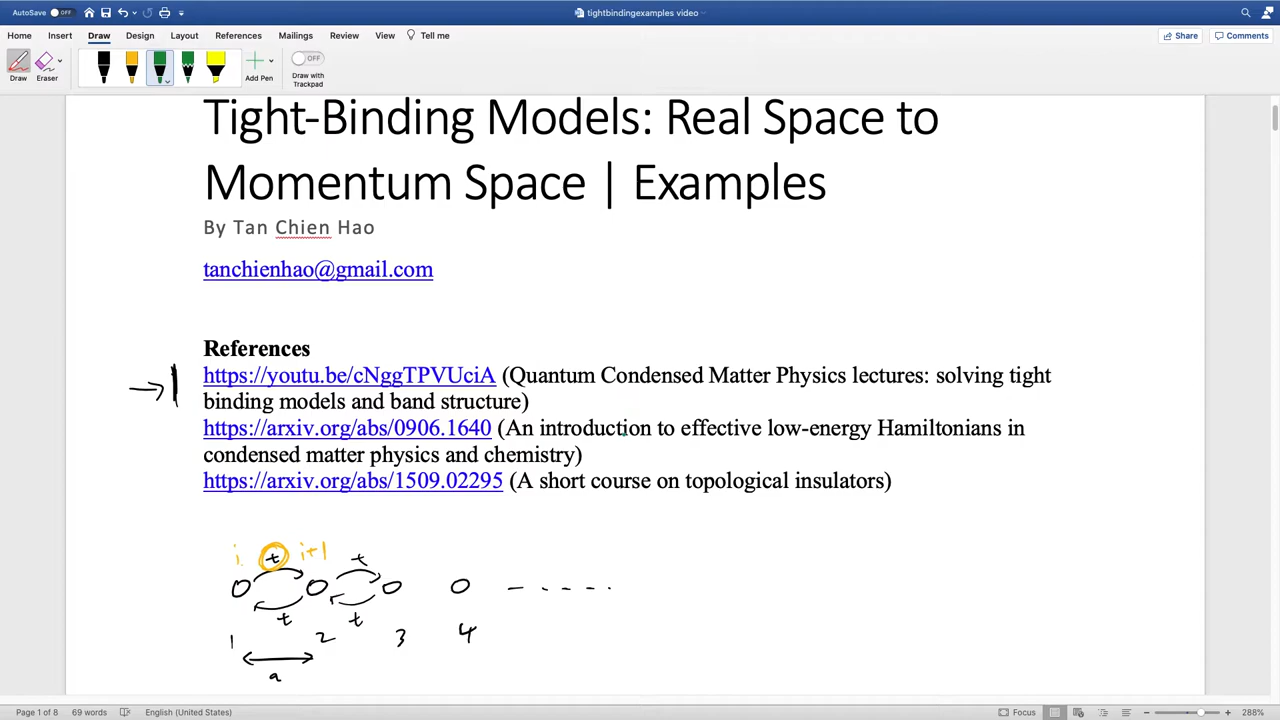 AutoSave OFF
tightbindingexamples video
Home Insert Draw Design Layout References Mailings Review View Tell me
Share Comments
Draw Eraser Add Pen
OFF
Draw with
Trackpad
Tight-Binding Models: Real Space to
Momentum Space | Examples
By Tan Chien Hao
tanchienhao@gmail.com
References
https://youtu.be/cNggTPVUciA (Quantum Condensed Matter Physics lectures: solving tight
binding models and band structure)
https://arxiv.org/abs/0906.1640 (An introduction to effective low-energy Hamiltonians in
condensed matter physics and chemistry)
https://arxiv.org/abs/1509.02295 (A short course on topological insulators)
i t i+1 t
t t
1 2 3 4
a
Page 1 of 8 69 words English (United States) Focus 288%